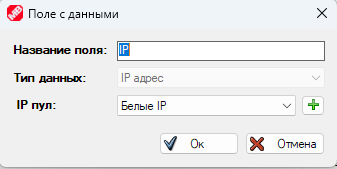 Поле с данными
Название поля: IP
Тип данных: IP адрес
IP пул: Белые IP
Ок Отмена